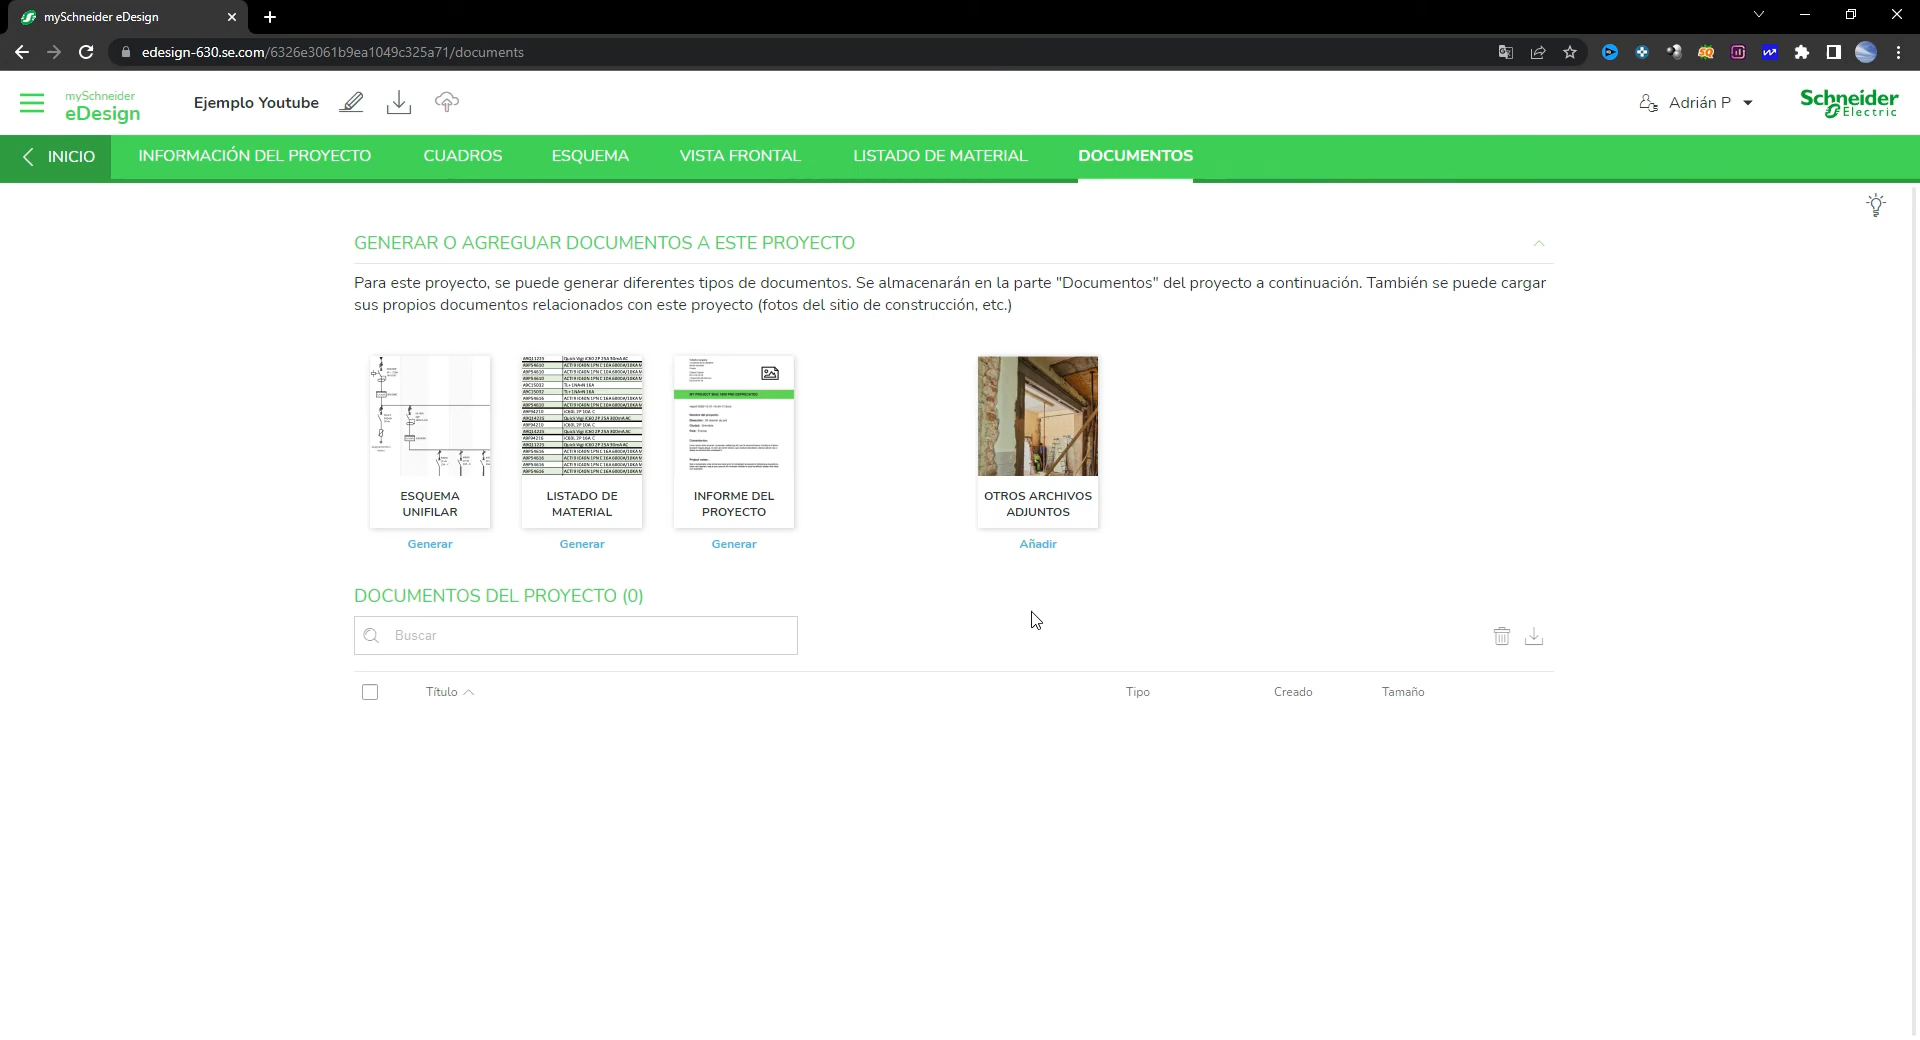 mySchneider eDesign
edesign-630.se.com/6326e3061b9ea1049c325a71/documents
mySchneider
eDesign
Ejemplo Youtube
Adrián P
Schneider
Electric
INICIO
INFORMACIÓN DEL PROYECTO
CUADROS
ESQUEMA
VISTA FRONTAL
LISTADO DE MATERIAL
DOCUMENTOS
GENERAR O AGREGUAR DOCUMENTOS A ESTE PROYECTO
Para este proyecto, se puede generar diferentes tipos de documentos. Se almacenarán en la parte "Documentos" del proyecto a continuación. También se puede cargar
sus propios documentos relacionados con este proyecto (fotos del sitio de construcción, etc.)
ESQUEMA
UNIFILAR
Generar
LISTADO DE
MATERIAL
Generar
INFORME DEL
PROYECTO
Generar
OTROS ARCHIVOS
ADJUNTOS
Añadir
DOCUMENTOS DEL PROYECTO (0)
Buscar
Título
Tipo
Creado
Tamaño